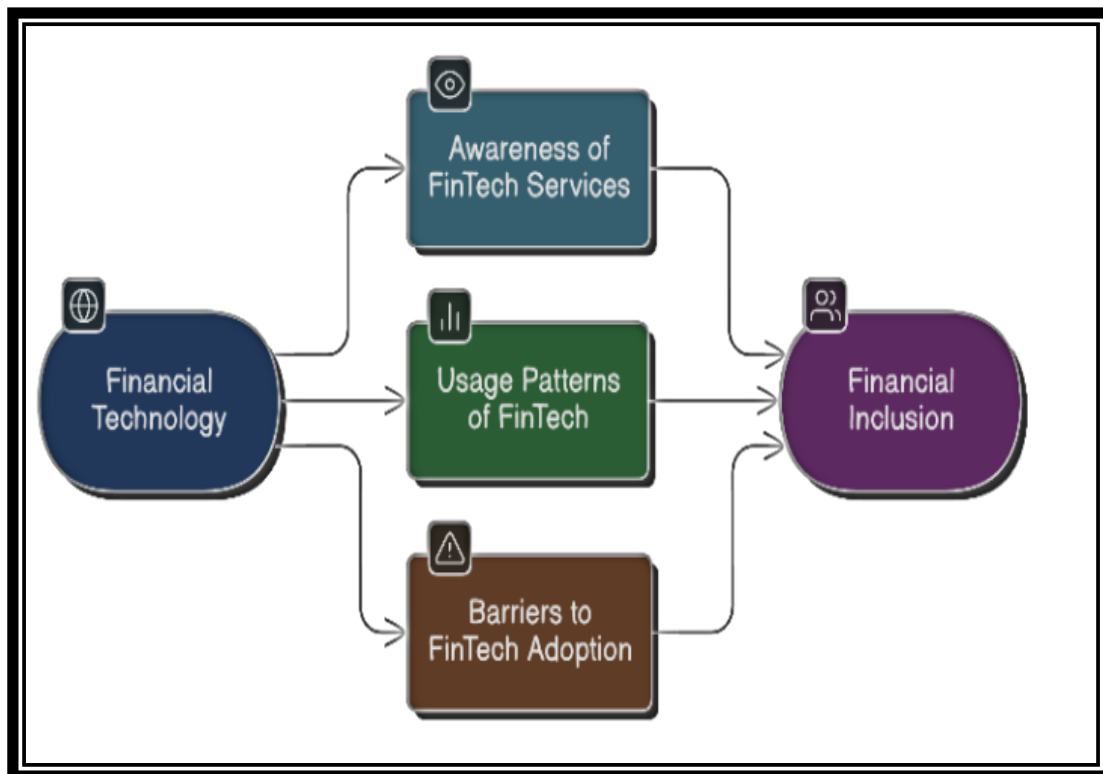 Awareness of
FinTech Services
Financial
Technology
Usage Patterns
of FinTech
Financial
Inclusion
Barriers to
FinTech Adoption